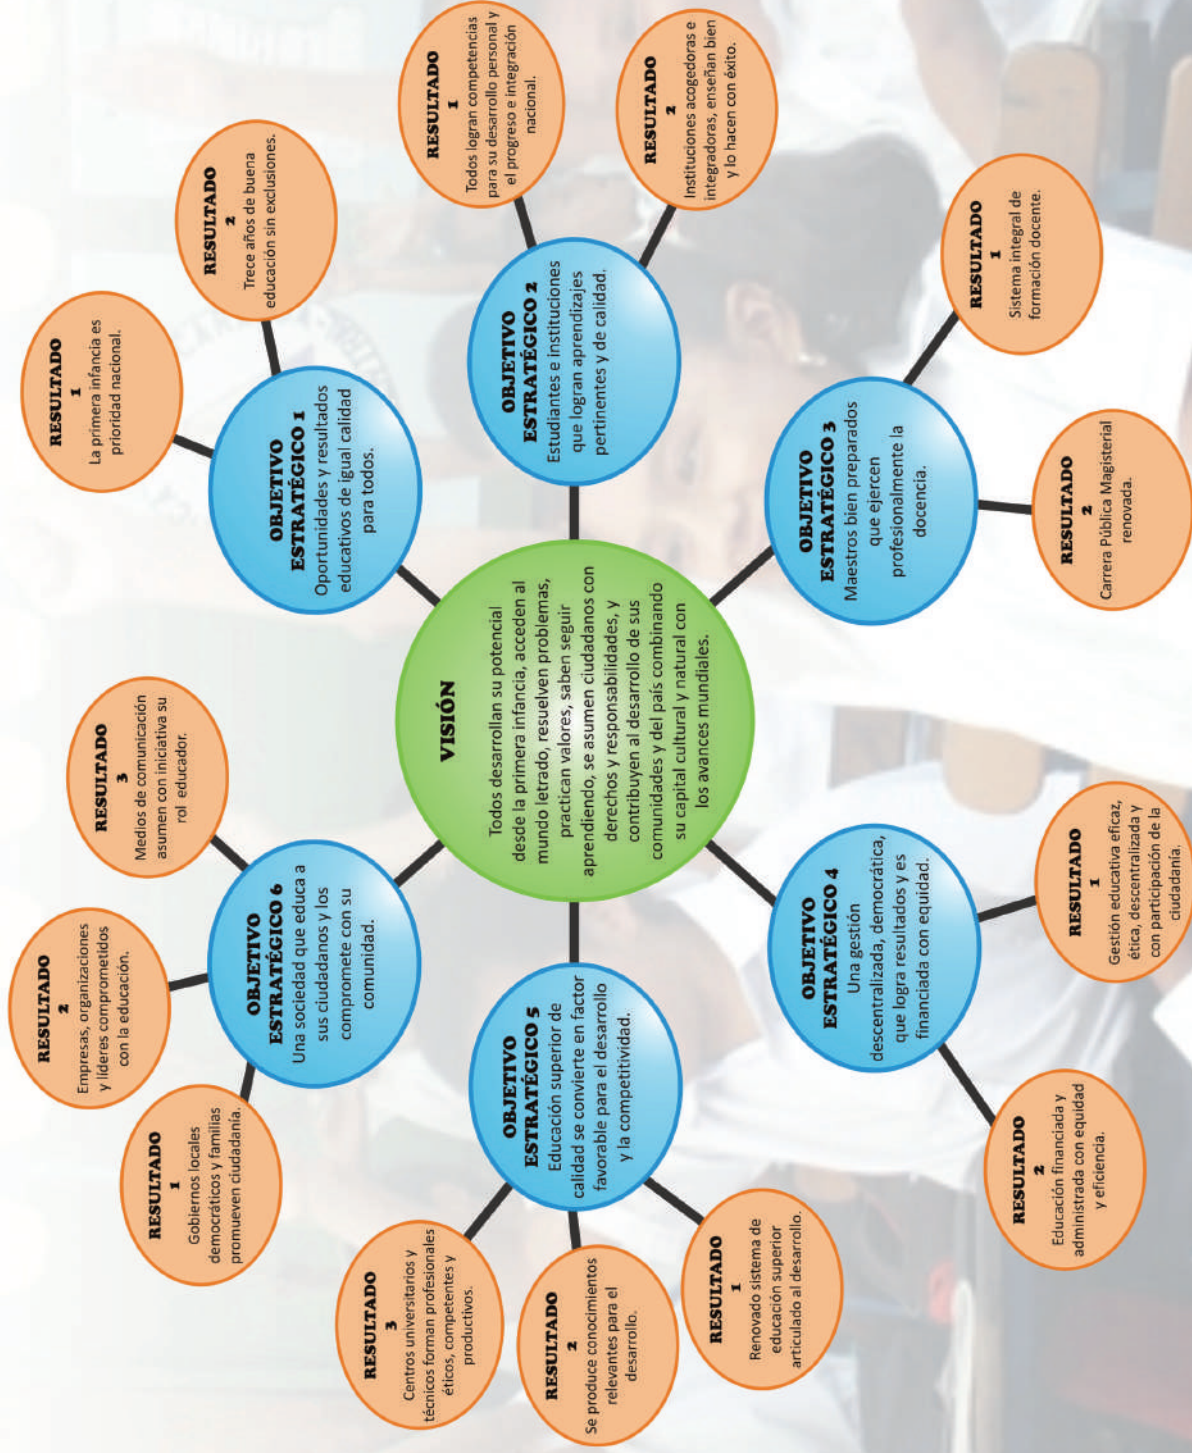 VISIÓN
Todos desarrollan su potencial
desde la primera infancia, acceden al
mundo letrado, resuelven problemas,
practican valores, saben seguir
aprendiendo, se asumen ciudadanos con
derechos y responsabilidades, y
contribuyen al desarrollo de sus
comunidades y del país combinando
su capital cultural y natural con
los avances mundiales.
OBJETIVO
ESTRATÉGICO 1
Oportunidades y resultados
educativos de igual calidad
para todos.
RESULTADO
1
La primera infancia es
prioridad nacional.
RESULTADO
2
Trece años de buena
educación sin exclusiones.
OBJETIVO
ESTRATÉGICO 2
Estudiantes e instituciones
que logran aprendizajes
pertinentes y de calidad.
RESULTADO
1
Todos logran competencias
para su desarrollo personal y
el progreso e integración
nacional.
RESULTADO
2
Instituciones acogedoras e
integradoras, enseñan bien
y lo hacen con éxito.
OBJETIVO
ESTRATÉGICO 3
Maestros bien preparados
que ejercen
profesionalmente la
docencia.
RESULTADO
1
Sistema integral de
formación docente.
RESULTADO
2
Carrera Pública Magisterial
renovada.
OBJETIVO
ESTRATÉGICO 4
Una gestión
descentralizada, democrática,
que logra resultados y es
financiada con equidad.
RESULTADO
1
Gestión educativa eficaz,
ética, descentralizada y
con participación de la
ciudadanía.
RESULTADO
2
Educación financiada y
administrada con equidad
y eficiencia.
OBJETIVO
ESTRATÉGICO 5
Educación superior de
calidad se convierte en factor
favorable para el desarrollo
y la competitividad.
RESULTADO
1
Renovado sistema de
educación superior
articulado al desarrollo.
RESULTADO
2
Se produce conocimientos
relevantes para el
desarrollo.
RESULTADO
3
Centros universitarios y
técnicos forman profesionales
éticos, competentes y
productivos.
OBJETIVO
ESTRATÉGICO 6
Una sociedad que educa a
sus ciudadanos y los
compromete con su
comunidad.
RESULTADO
1
Gobiernos locales
democráticos y familias
promueven ciudadanía.
RESULTADO
2
Empresas, organizaciones
y líderes comprometidos
con la educación.
RESULTADO
3
Medios de comunicación
asumen con iniciativa su
rol educador.